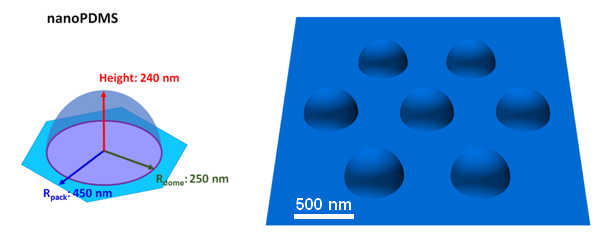 nanoPDMS
Height: 240 nm
Rdome: 250 nm
Rpack: 450 nm
500 nm